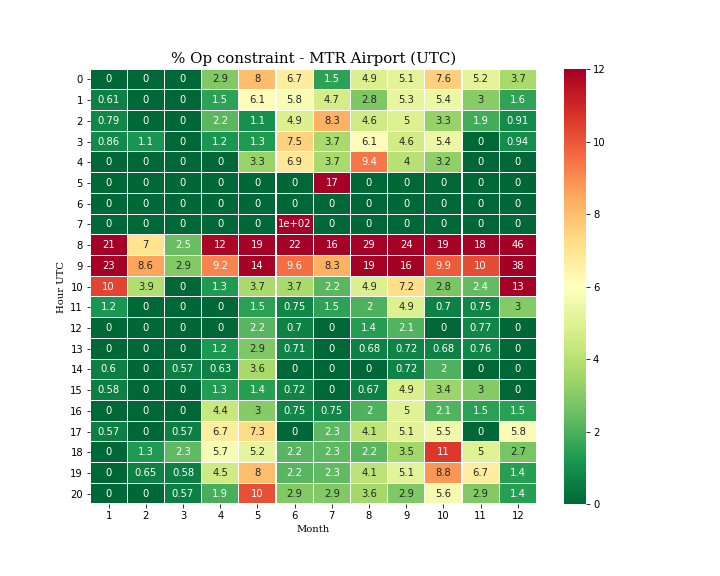 % Op constraint - MTR Airport (UTC)
0 0 0 0 2.9 8 6.7 1.5 4.9 5.1 7.6 5.2 3.7
1 0.61 0 0 1.5 6.1 5.8 4.7 2.8 5.3 5.4 3 1.6
2 0.79 0 0 2.2 1.1 4.9 8.3 4.6 5 3.3 1.9 0.91
3 0.86 1.1 0 1.2 1.3 7.5 3.7 6.1 4.6 5.4 0 0.94
4 0 0 0 0 3.3 6.9 3.7 9.4 4 3.2 0 0
5 0 0 0 0 0 0 17 0 0 0 0 0
6 0 0 0 0 0 0 0 0 0 0 0 0
7 0 0 0 0 0 1e+02 0 0 0 0 0 0
8 21 7 2.5 12 19 22 16 29 24 19 18 46
9 23 8.6 2.9 9.2 14 9.6 8.3 19 16 9.9 10 38
10 10 3.9 0 1.3 3.7 3.7 2.2 4.9 7.2 2.8 2.4 13
11 1.2 0 0 0 1.5 0.75 1.5 2 4.9 0.7 0.75 3
12 0 0 0 0 2.2 0.7 0 1.4 2.1 0 0.77 0
13 0 0 0 1.2 2.9 0.71 0 0.68 0.72 0.68 0.76 0
14 0.6 0 0.57 0.63 3.6 0 0 0 0.72 2 0 0
15 0.58 0 0 1.3 1.4 0.72 0 0.67 4.9 3.4 3 0
16 0 0 0 4.4 3 0.75 0.75 2 5 2.1 1.5 1.5
17 0.57 0 0.57 6.7 7.3 0 2.3 4.1 5.1 5.5 0 5.8
18 0 1.3 2.3 5.7 5.2 2.2 2.3 2.2 3.5 11 5 2.7
19 0 0.65 0.58 4.5 8 2.2 2.3 4.1 5.1 8.8 6.7 1.4
20 0 0 0.57 1.9 10 2.9 2.9 3.6 2.9 5.6 2.9 1.4
1 2 3 4 5 6 7 8 9 10 11 12
Month
Hour UTC
12
10
8
6
4
2
0